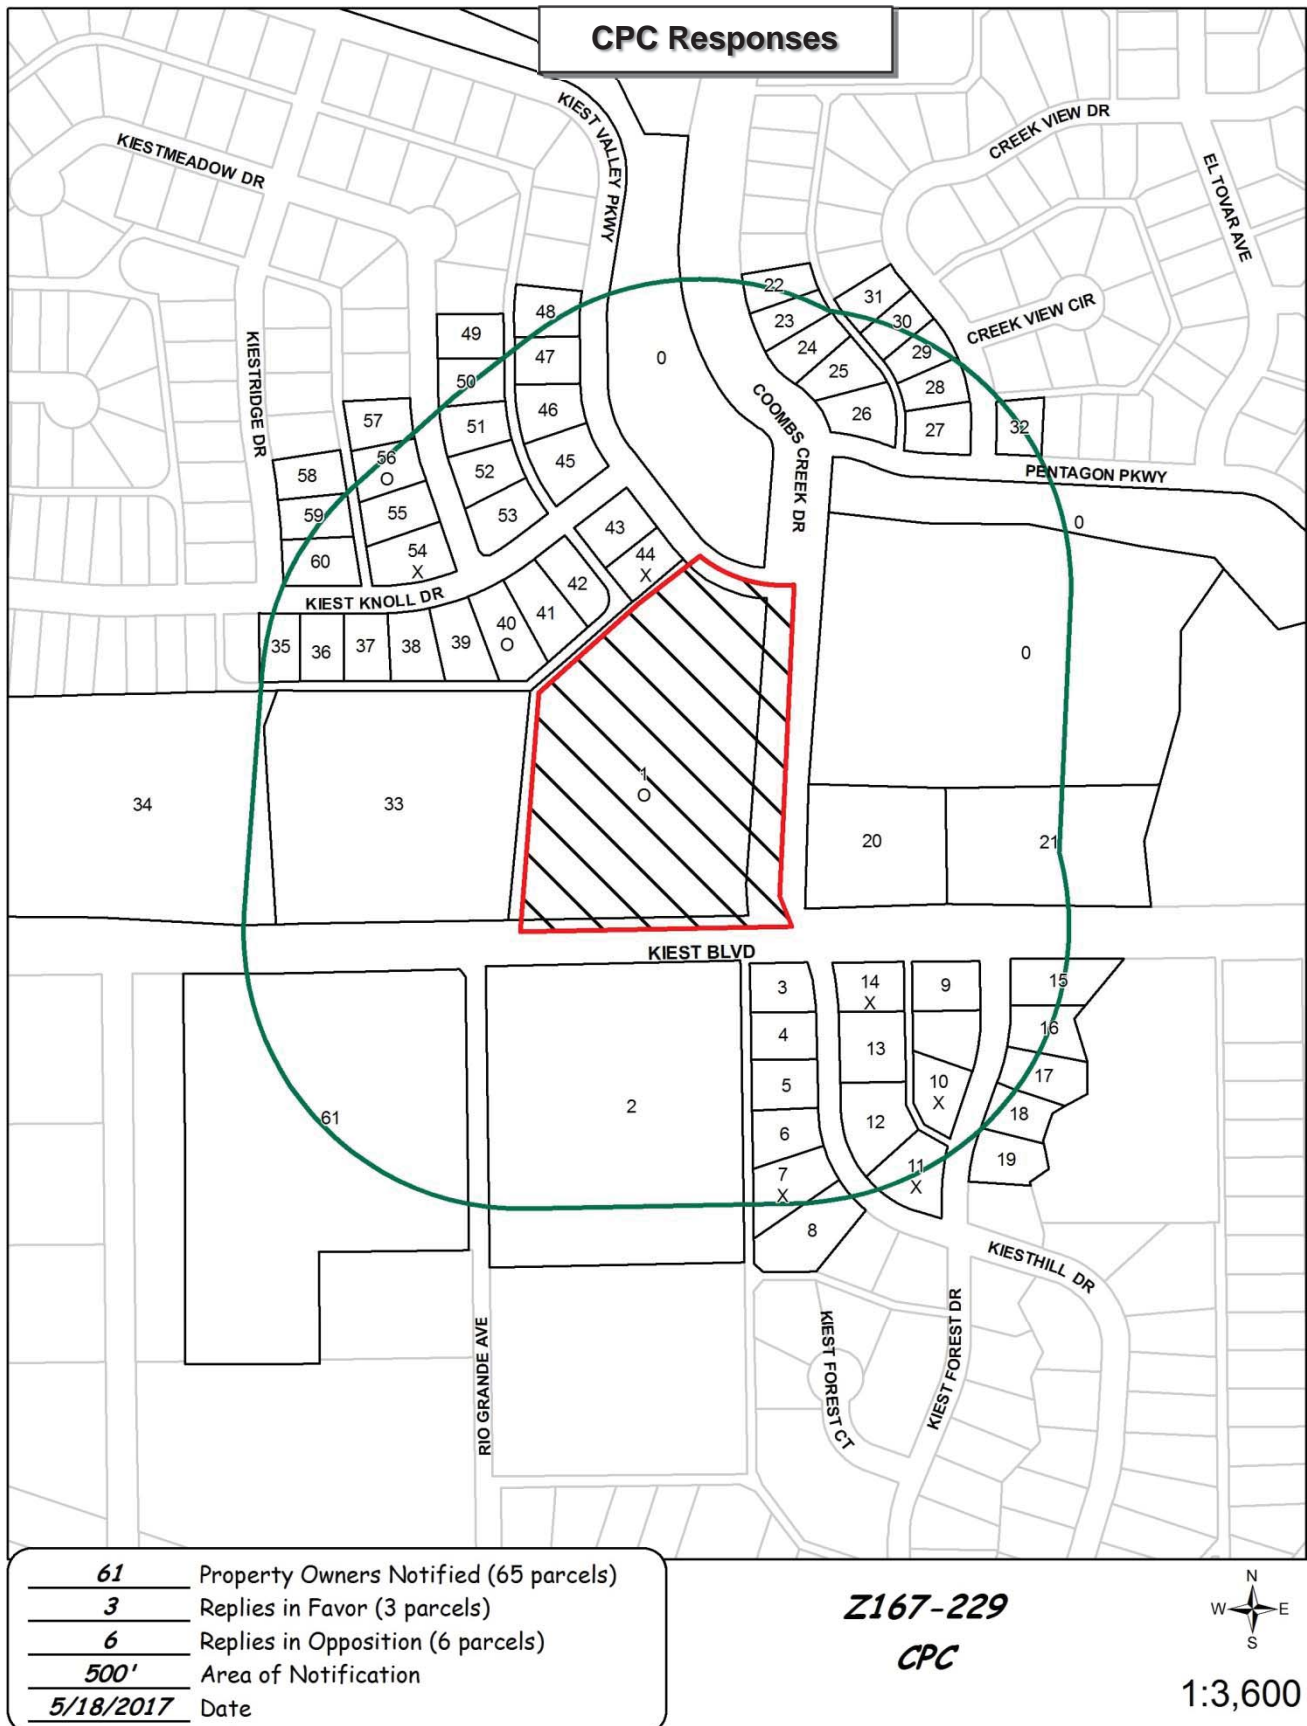 CPC Responses
KIEST VALLEY PKWY
CREEK VIEW DR
KIESTMEADOW DR
EL TOVAR AVE
22
31
48
23
30
CREEK VIEW CIR
49
24
29
47
0
KIESTRIDGE DR
50
25
28
COOMBS CREEK DR
57
46
26
51
27
32
56
O
45
58
52
PENTAGON PKWY
59
55
53
43
0
54
X
44
X
60
42
KIEST KNOLL DR
41
40
O
35
36
37
38
39
0
34
33
1
O
20
21
KIEST BLVD
3
14
X
9
15
4
13
16
5
10
X
17
61
2
6
12
18
7
X
11
X
19
8
KIESTHILL DR
RIO GRANDE AVE
KIEST FOREST CT
KIEST FOREST DR
61 Property Owners Notified (65 parcels)
3 Replies in Favor (3 parcels)
6 Replies in Opposition (6 parcels)
500' Area of Notification
5/18/2017 Date
Z167-229
CPC
N
W E
S
1:3,600